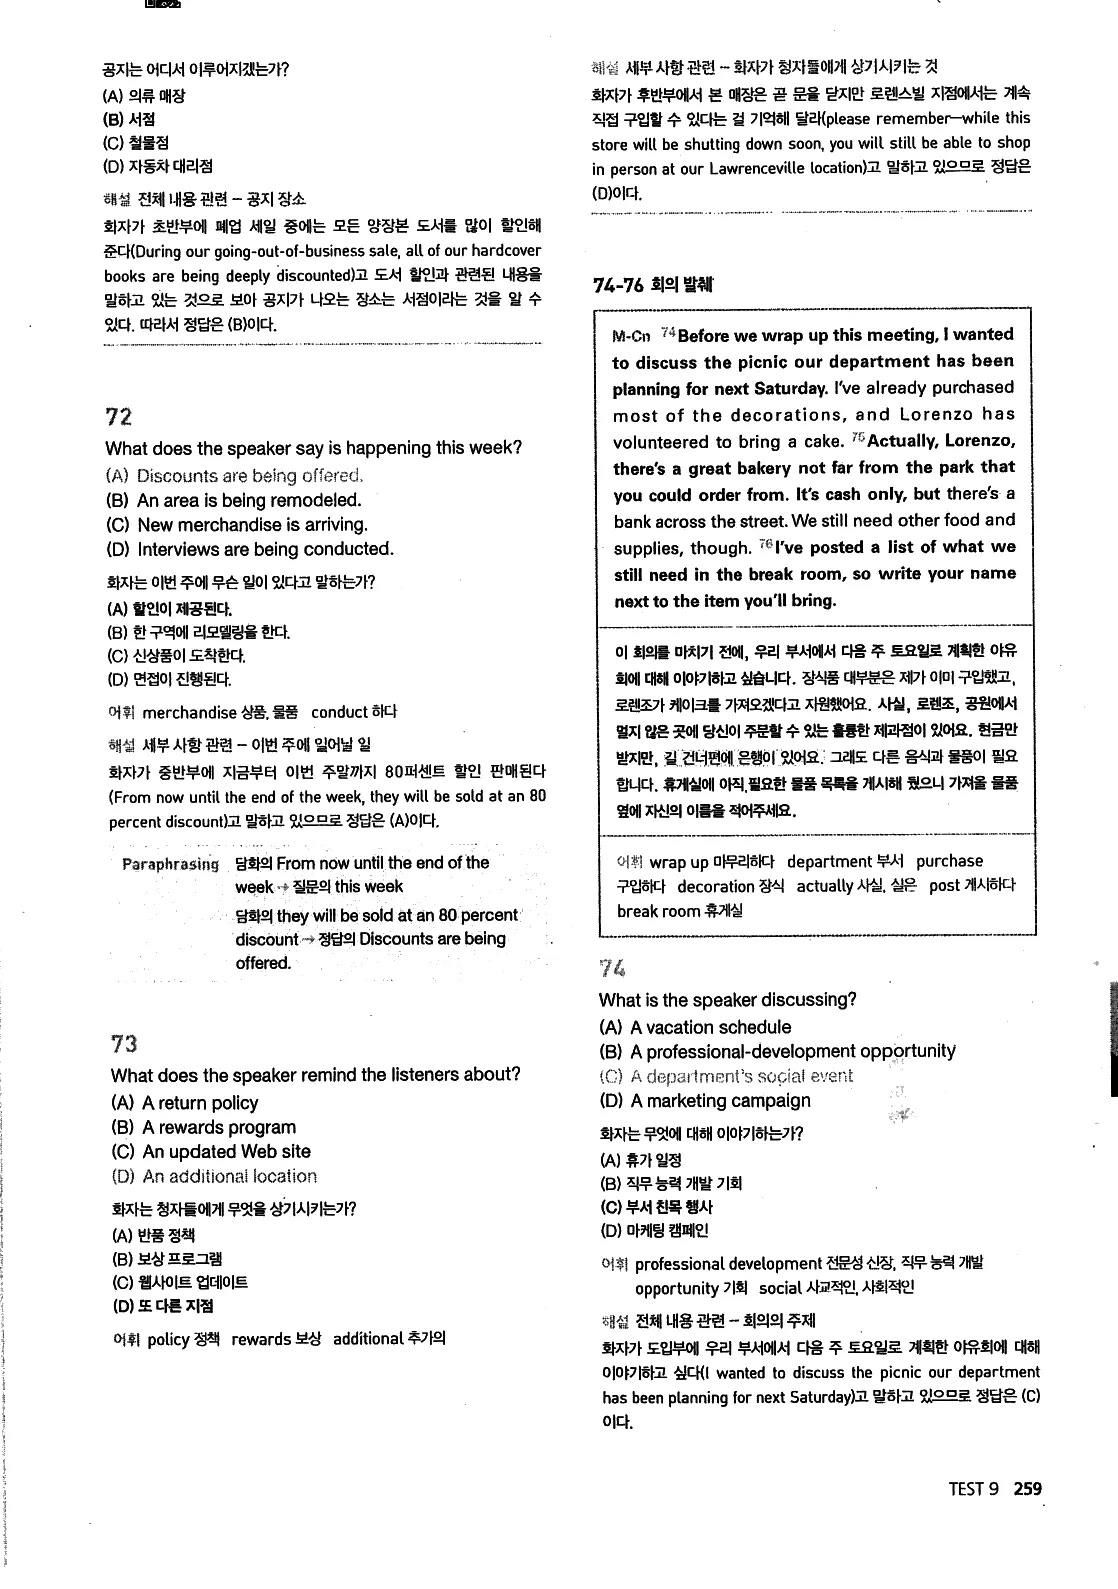 공지는 어디서 이루어지겠는가?
(A) 의류 매장
(B) 서점
(C) 철물점
(D) 자동차 대리점
해설 전체 내용 관련 – 공지 장소
화자가 초반부에 폐업 세일 중에는 모든 양장본 도서를 많이 할인해
준다(During our going-out-of-business sale, all of our hardcover
books are being deeply discounted)고 도서 할인과 관련된 내용을
말하고 있는 것으로 보아 공지가 나오는 장소는 서점이라는 것을 알 수
있다. 따라서 정답은 (B)이다.
72
What does the speaker say is happening this week?
(A) Discounts are being offered.
(B) An area is being remodeled.
(C) New merchandise is arriving.
(D) Interviews are being conducted.
화자는 이번 주에 무슨 일이 있다고 말하는가?
(A) 할인이 제공된다.
(B) 한 구역에 리모델링을 한다.
(C) 신상품이 도착한다.
(D) 면접이 진행된다.
어휘 merchandise 상품, 물품 conduct 하다
해설 세부 사항 관련 – 이번 주에 일어날 일
화자가 중반부에 지금부터 이번 주말까지 80퍼센트 할인 판매된다
(From now until the end of the week, they will be sold at an 80
percent discount)고 말하고 있으므로 정답은 (A)이다.
Paraphrasing 담화의 From now until the end of the
week → 질문의 this week
담화의 they will be sold at an 80 percent
discount → 정답의 Discounts are being
offered.
73
What does the speaker remind the listeners about?
(A) A return policy
(B) A rewards program
(C) An updated Web site
(D) An additional location
화자는 청자들에게 무엇을 상기시키는가?
(A) 반품 정책
(B) 보상 프로그램
(C) 웹사이트 업데이트
(D) 또 다른 지점
어휘 policy 정책 rewards 보상 additional 추가의
해설 세부 사항 관련 – 화자가 청자들에게 상기시키는 것
화자가 후반부에서 본 매장은 곧 문을 닫지만 로렌스빌 지점에서는 계속
직접 구입할 수 있다는 걸 기억해 달라(please remember—while this
store will be shutting down soon, you will still be able to shop
in person at our Lawrenceville location)고 말하고 있으므로 정답은
(D)이다.
74-76 회의 발췌
M-Cn 74Before we wrap up this meeting, I wanted
to discuss the picnic our department has been
planning for next Saturday. I've already purchased
most of the decorations, and Lorenzo has
volunteered to bring a cake. 75Actually, Lorenzo,
there's a great bakery not far from the park that
you could order from. It's cash only, but there's a
bank across the street. We still need other food and
supplies, though. 76I've posted a list of what we
still need in the break room, so write your name
next to the item you'll bring.
이 회의를 마치기 전에, 우리 부서에서 다음 주 토요일로 계획한 야유
회에 대해 이야기하고 싶습니다. 장식품 대부분은 제가 이미 구입했고,
로렌조가 케이크를 가져오겠다고 자원했어요. 사실, 로렌조, 공원에서
멀지 않은 곳에 당신이 주문할 수 있는 훌륭한 제과점이 있어요. 현금만
받지만, 길 건너편에 은행이 있어요. 그래도 다른 음식과 물품이 필요
합니다. 휴게실에 아직 필요한 물품 목록을 게시해 뒀으니 가져올 물품
옆에 자신의 이름을 적어주세요.
어휘 wrap up 마무리하다 department 부서 purchase
구입하다 decoration 장식 actually 사실, 실은 post 게시하다
break room 휴게실
74
What is the speaker discussing?
(A) A vacation schedule
(B) A professional-development opportunity
(C) A department's social event
(D) A marketing campaign
화자는 무엇에 대해 이야기하는가?
(A) 휴가 일정
(B) 직무 능력 개발 기회
(C) 부서 친목 행사
(D) 마케팅 캠페인
어휘 professional development 전문성 신장, 직무 능력 개발
opportunity 기회 social 사교적인, 사회적인
해설 전체 내용 관련 – 회의의 주제
화자가 도입부에 우리 부서에서 다음 주 토요일로 계획한 야유회에 대해
이야기하고 싶다(I wanted to discuss the picnic our department
has been planning for next Saturday)고 말하고 있으므로 정답은 (C)
이다.
TEST 9 259